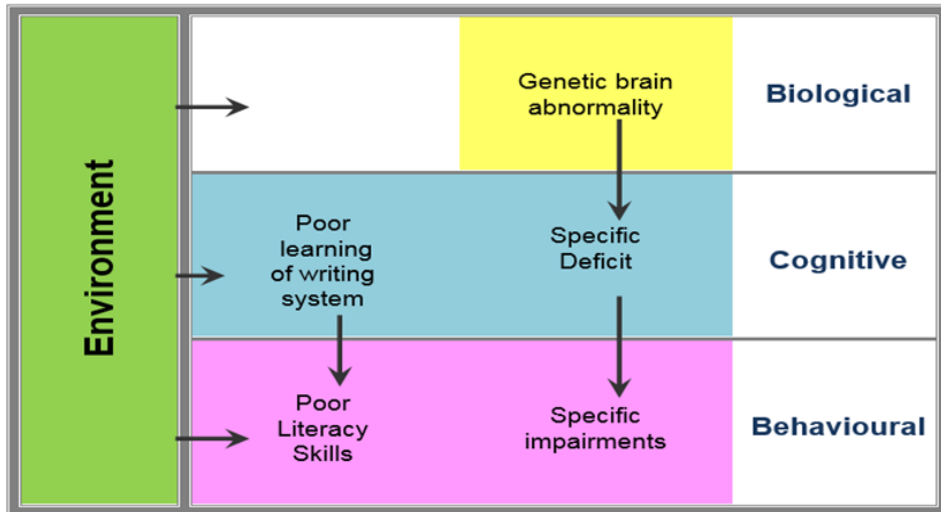 Environment
Genetic brain
abnormality
Biological
Poor
learning
of writing
system
Specific
Deficit
Cognitive
Poor
Literacy
Skills
Specific
impairments
Behavioural